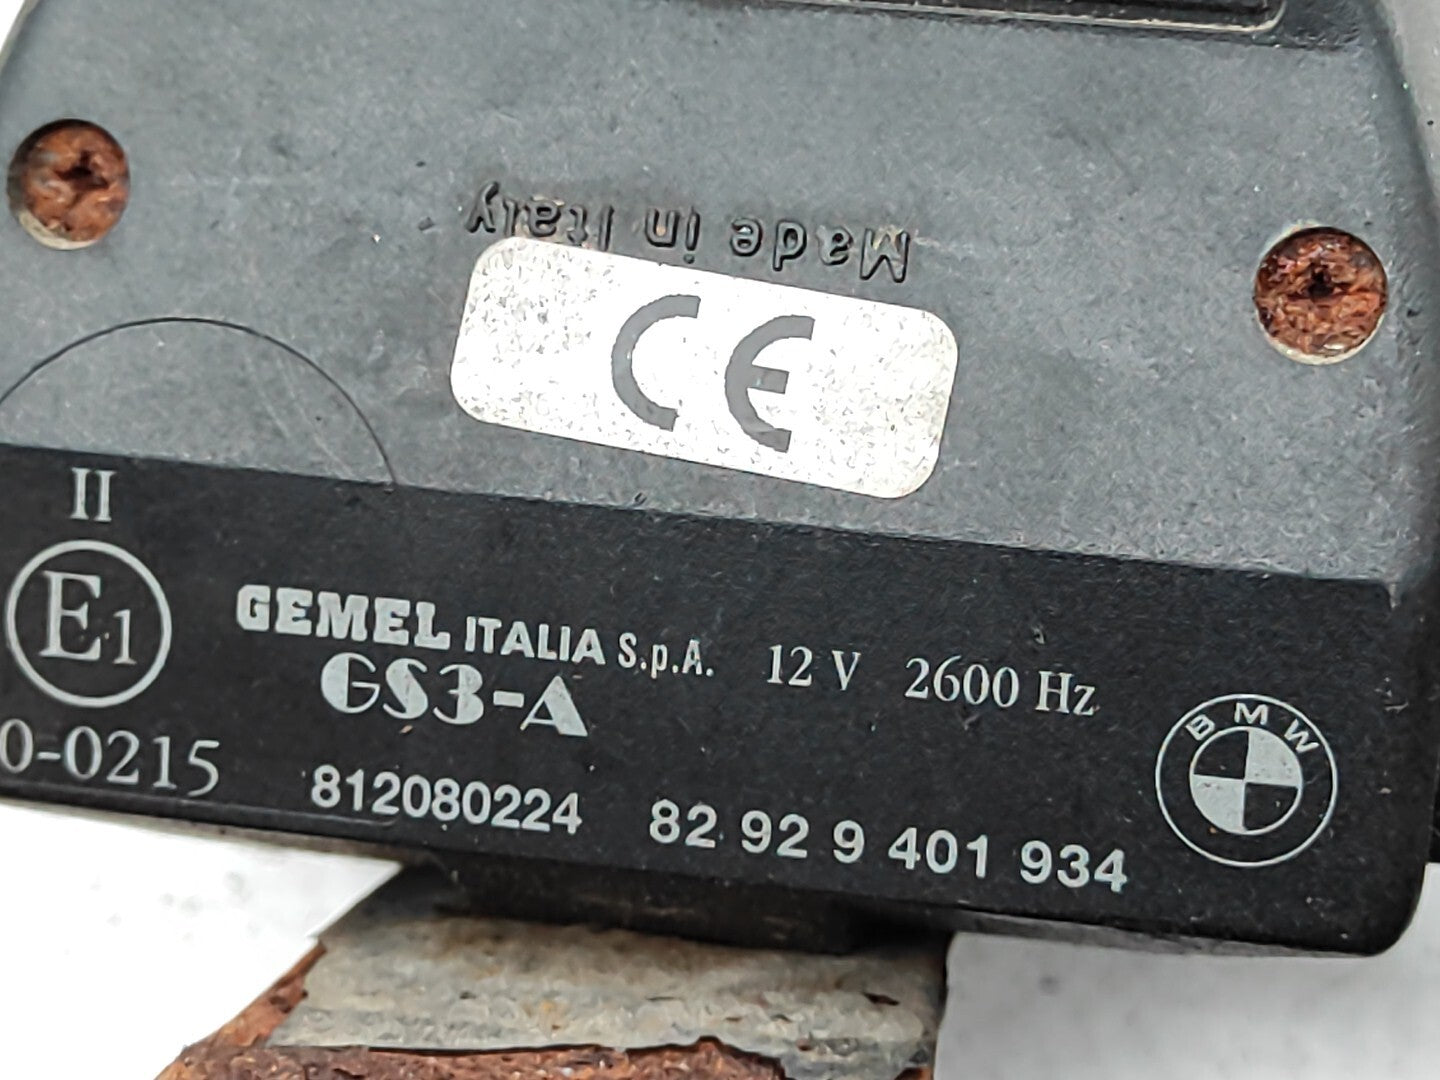 Made in Italy
CE
II
E1
GEMEL ITALIA S.p.A. 12 V 2600 Hz
GS3-A
0-0215
812080224 82 92 9 401 934
BMW